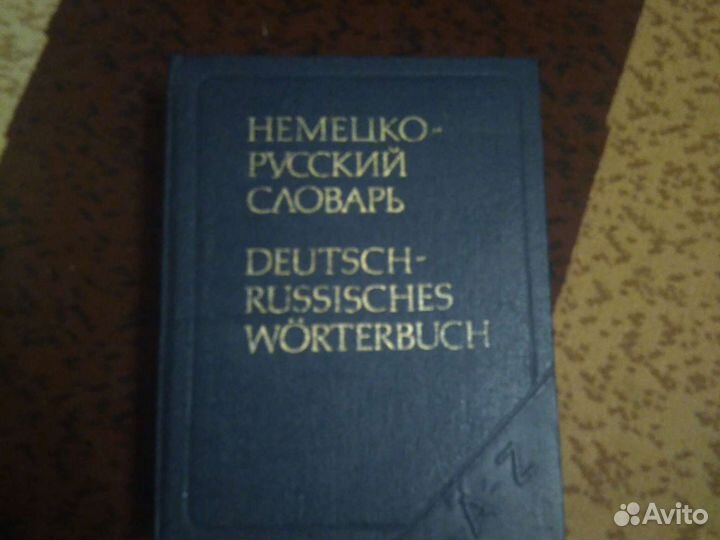 НЕМЕЦКО-
РУССКИЙ
СЛОВАРЬ
DEUTSCH-
RUSSISCHES
WÖRTERBUCH
A-Z
Avito